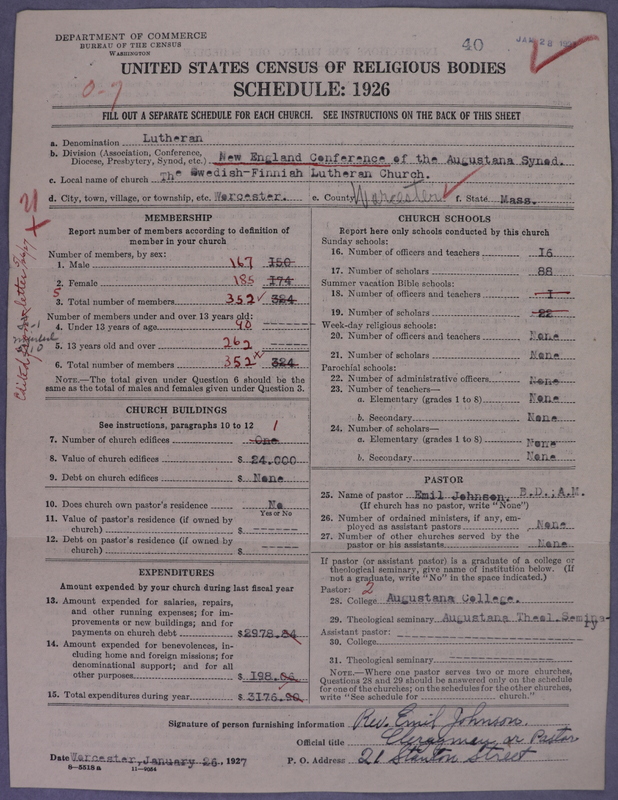 DEPARTMENT OF COMMERCE
BUREAU OF THE CENSUS
WASHINGTON
40
JAN 28
UNITED STATES CENSUS OF RELIGIOUS BODIES
SCHEDULE: 1926
0-7
FILL OUT A SEPARATE SCHEDULE FOR EACH CHURCH. SEE INSTRUCTIONS ON THE BACK OF THIS SHEET
a. Denomination Lutheran
b. Division (Association, Conference, Diocese, Presbytery, Synod, etc.) New England Conference of the Augustana Synod.
c. Local name of church The Swedish-Finnish Lutheran Church.
d. City, town, village, or township, etc. Worcester. e. County Worcester f. State Mass.
MEMBERSHIP
Report number of members according to definition of
member in your church
Number of members, by sex:
1. Male 167 150
2. Female 185 174
3. Total number of members 352 324
Number of members under and over 13 years old:
4. Under 13 years of age 90 ------
5. 13 years old and over 262 -----
6. Total number of members 352 324
NOTE.—The total given under Question 6 should be the
same as the total of males and females given under Question 3.
CHURCH BUILDINGS
See instructions, paragraphs 10 to 12
7. Number of church edifices One 1
8. Value of church edifices $ 24.000
9. Debt on church edifices $ None
10. Does church own pastor's residence No
Yes or No
11. Value of pastor's residence (if owned by
church) $ ------
12. Debt on pastor's residence (if owned by
church) $ -----
EXPENDITURES
Amount expended by your church during last fiscal year
13. Amount expended for salaries, repairs,
and other running expenses; for im-
provements or new buildings; and for
payments on church debt $2978.84
14. Amount expended for benevolences, in-
cluding home and foreign missions; for
denominational support; and for all
other purposes $ 198.06
15. Total expenditures during year $ 3176.90
CHURCH SCHOOLS
Report here only schools conducted by this church
Sunday schools:
16. Number of officers and teachers 16
17. Number of scholars 88
Summer vacation Bible schools:
18. Number of officers and teachers 1
19. Number of scholars 22
Week-day religious schools:
20. Number of officers and teachers None
21. Number of scholars None
Parochial schools:
22. Number of administrative officers None
23. Number of teachers—
a. Elementary (grades 1 to 8) None
b. Secondary None
24. Number of scholars—
a. Elementary (grades 1 to 8) None
b. Secondary None
PASTOR
25. Name of pastor Emil Johnson, B.D.,A.M.
(If church has no pastor, write "None")
26. Number of ordained ministers, if any, em-
ployed as assistant pastors None
27. Number of other churches served by the
pastor or his assistants None
If pastor (or assistant pastor) is a graduate of a college or
theological seminary, give name of institution below. (If
not a graduate, write "No" in the space indicated.)
Pastor: 2
28. College Augustana College.
29. Theological seminary Augustana Theol. Semina-
Assistant pastor:
30. College
31. Theological seminary
NOTE.—Where one pastor serves two or more churches,
Questions 28 and 29 should be answered only on the schedule
for one of the churches; on the schedules for the other churches,
write "See schedule for church."
Signature of person furnishing information Rev. Emil Johnson.
Official title Clergyman or Pastor
Date Worcester, January 26, 1927 P. O. Address 21 Stanton Street
8—5518 a 11—9054